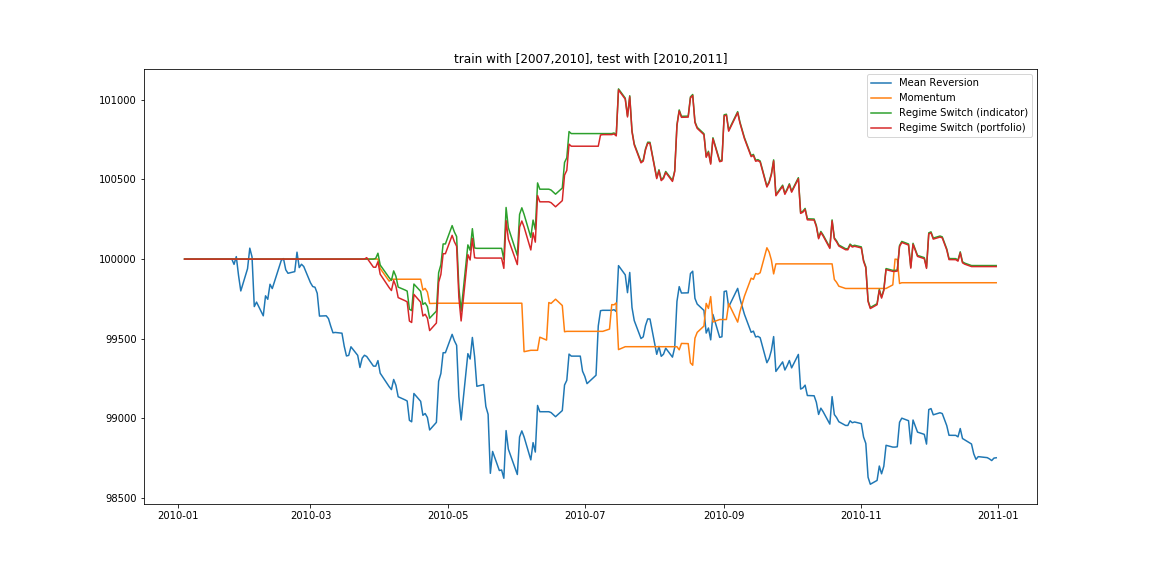 train with [2007,2010], test with [2010,2011]
Mean Reversion
Momentum
Regime Switch (indicator)
Regime Switch (portfolio)
101000
100500
100000
99500
99000
98500
2010-01 2010-03 2010-05 2010-07 2010-09 2010-11 2011-01